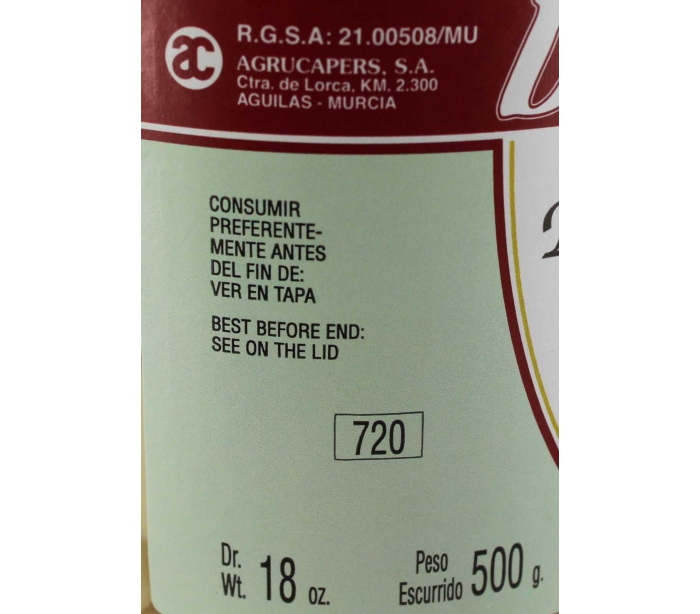 ac
R.G.S.A: 21.00508/MU
AGRUCAPERS, S.A.
Ctra. de Lorca, KM. 2.300
AGUILAS - MURCIA
CONSUMIR
PREFERENTE-
MENTE ANTES
DEL FIN DE:
VER EN TAPA
BEST BEFORE END:
SEE ON THE LID
720
Dr.
Wt. 18 oz.
Peso
Escurrido 500 g.